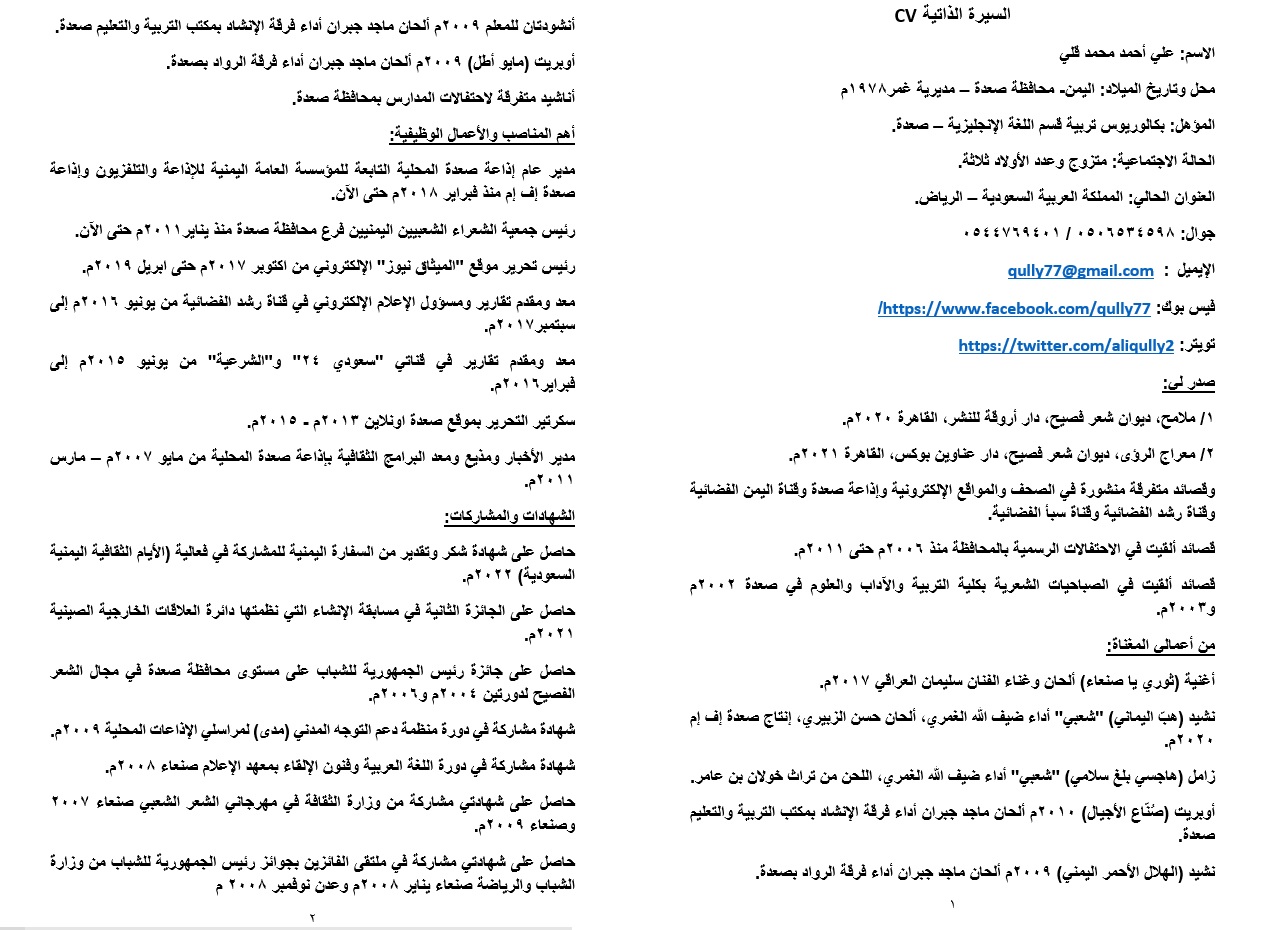 السيرة الذاتية CV
الاسم: علي أحمد محمد قلي
محل وتاريخ الميلاد: اليمن- محافظة صعدة – مديرية غمر١٩٧٨م
المؤهل: بكالوريوس تربية قسم اللغة الإنجليزية – صعدة.
الحالة الاجتماعية: متزوج وعدد الأولاد ثلاثة.
العنوان الحالي: المملكة العربية السعودية – الرياض.
جوال: ٠٥٠٦٥٣٤٥٩٨ / ٠٥٤٤٧٦٩٤٠١
الإيميل : qully77@gmail.com
فيس بوك: https://www.facebook.com/qully77/
تويتر: https://twitter.com/aliqully2
صدر لي:
١/ ملامح، ديوان شعر فصيح، دار أروقة للنشر، القاهرة ٢٠٢٠م.
٢/ معراج الرؤى، ديوان شعر فصيح، دار عناوين بوكس، القاهرة ٢٠٢١م.
وقصائد متفرقة منشورة في الصحف والمواقع الإلكترونية وإذاعة صعدة وقناة اليمن الفضائية
وقناة رشد الفضائية وقناة سبأ الفضائية.
قصائد ألقيت في الاحتفالات الرسمية بالمحافظة منذ ٢٠٠٦م حتى ٢٠١١م.
قصائد ألقيت في الصباحيات الشعرية بكلية التربية والآداب والعلوم في صعدة ٢٠٠٢م
و٢٠٠٣م.
من أعمالي المغناة:
أغنية (ثوري يا صنعاء) ألحان وغناء الفنان سليمان العراقي ٢٠١٧م.
نشيد (هبّ اليماني) "شعبي" أداء ضيف الله الغمري، ألحان حسن الزبيري، إنتاج صعدة إف إم
٢٠٢٠م.
زامل (هاجسي بلغ سلامي) "شعبي" أداء ضيف الله الغمري، اللحن من تراث خولان بن عامر.
أوبريت (صُنّاع الأجيال) ٢٠١٠م ألحان ماجد جبران أداء فرقة الإنشاد بمكتب التربية والتعليم
صعدة.
نشيد (الهلال الأحمر اليمني) ٢٠٠٩م ألحان ماجد جبران أداء فرقة الرواد بصعدة.
١
أنشودتان للمعلم ٢٠٠٩م ألحان ماجد جبران أداء فرقة الإنشاد بمكتب التربية والتعليم صعدة.
أوبريت (مايو أطل) ٢٠٠٩م ألحان ماجد جبران أداء فرقة الرواد بصعدة.
أناشيد متفرقة لاحتفالات المدارس بمحافظة صعدة.
أهم المناصب والأعمال الوظيفية:
مدير عام إذاعة صعدة المحلية التابعة للمؤسسة العامة اليمنية للإذاعة والتلفزيون وإذاعة
صعدة إف إم منذ فبراير ٢٠١٨م حتى الآن.
رئيس جمعية الشعراء الشعبيين اليمنيين فرع محافظة صعدة منذ يناير٢٠١١م حتى الآن.
رئيس تحرير موقع "الميثاق نيوز" الإلكتروني من اكتوبر ٢٠١٧م حتى ابريل ٢٠١٩م.
معد ومقدم تقارير ومسؤول الإعلام الإلكتروني في قناة رشد الفضائية من يونيو ٢٠١٦م إلى
سبتمبر٢٠١٧م.
معد ومقدم تقارير في قناتي "سعودي ٢٤" و"الشرعية" من يونيو ٢٠١٥م إلى
فبراير٢٠١٦م.
سكرتير التحرير بموقع صعدة اونلاين ٢٠١٣م - ٢٠١٥م.
مدير الأخبار ومذيع ومعد البرامج الثقافية بإذاعة صعدة المحلية من مايو ٢٠٠٧م – مارس
٢٠١١م.
الشهادات والمشاركات:
حاصل على شهادة شكر وتقدير من السفارة اليمنية للمشاركة في فعالية (الأيام الثقافية اليمنية
السعودية) ٢٠٢٢م.
حاصل على الجائزة الثانية في مسابقة الإنشاء التي نظمتها دائرة العلاقات الخارجية الصينية
٢٠٢١م.
حاصل على جائزة رئيس الجمهورية للشباب على مستوى محافظة صعدة في مجال الشعر
الفصيح لدورتين ٢٠٠٤م و٢٠٠٦م.
شهادة مشاركة في دورة منظمة دعم التوجه المدني (مدى) لمراسلي الإذاعات المحلية ٢٠٠٩م.
شهادة مشاركة في دورة اللغة العربية وفنون الإلقاء بمعهد الإعلام صنعاء ٢٠٠٨م.
حاصل على شهادتي مشاركة من وزارة الثقافة في مهرجاني الشعر الشعبي صنعاء ٢٠٠٧
وصنعاء ٢٠٠٩م.
حاصل على شهادتي مشاركة في ملتقى الفائزين بجوائز رئيس الجمهورية للشباب من وزارة
الشباب والرياضة صنعاء يناير ٢٠٠٨م وعدن نوفمبر ٢٠٠٨ م
٢